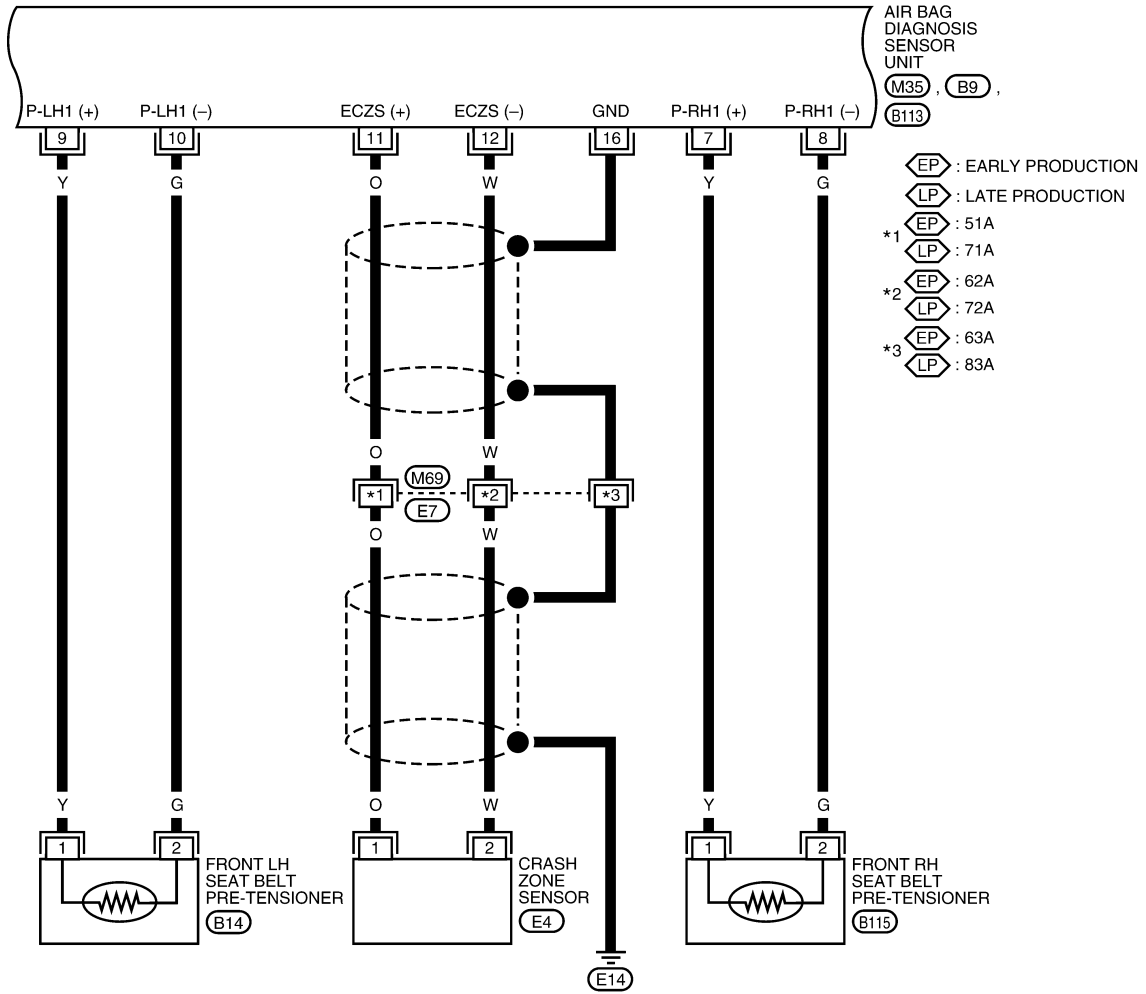 AIR BAG
DIAGNOSIS
SENSOR
UNIT
M35 , B9 ,
B113
P-LH1 (+) P-LH1 (–) ECZS (+) ECZS (–) GND P-RH1 (+) P-RH1 (–)
9 10 11 12 16 7 8
Y G O W Y G
EP : EARLY PRODUCTION
LP : LATE PRODUCTION
*1 EP : 51A
LP : 71A
*2 EP : 62A
LP : 72A
*3 EP : 63A
LP : 83A
O W
M69
*1 *2 *3
E7
O W
Y G O W Y G
1 2 1 2 1 2
FRONT LH
SEAT BELT
PRE-TENSIONER
B14
CRASH
ZONE
SENSOR
E4
FRONT RH
SEAT BELT
PRE-TENSIONER
B115
E14